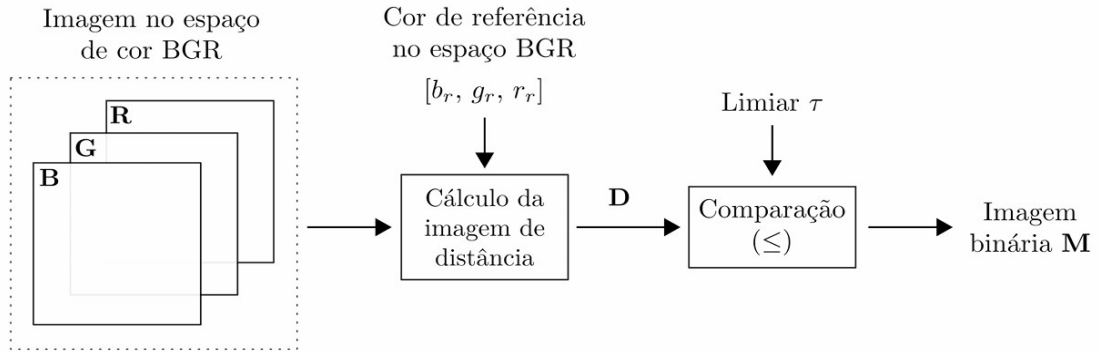 Imagem no espaço
de cor BGR
R
G
B
Cor de referência
no espaço BGR
[b_r, g_r, r_r]
Cálculo da
imagem de
distância
D
Limiar τ
Comparação
(≤)
Imagem
binária M